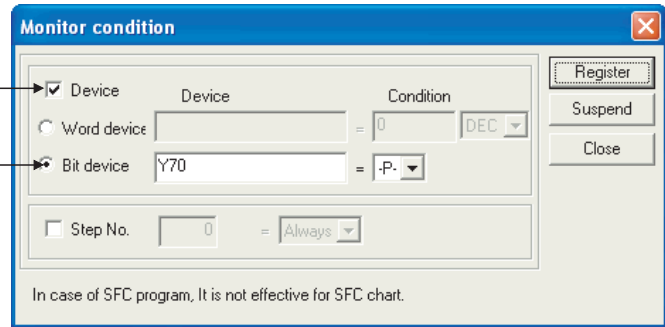 Monitor condition
Device Device Condition
Word device = 0 DEC
Bit device Y70 = -P-
Step No. 0 = Always
In case of SFC program, It is not effective for SFC chart.
Register
Suspend
Close